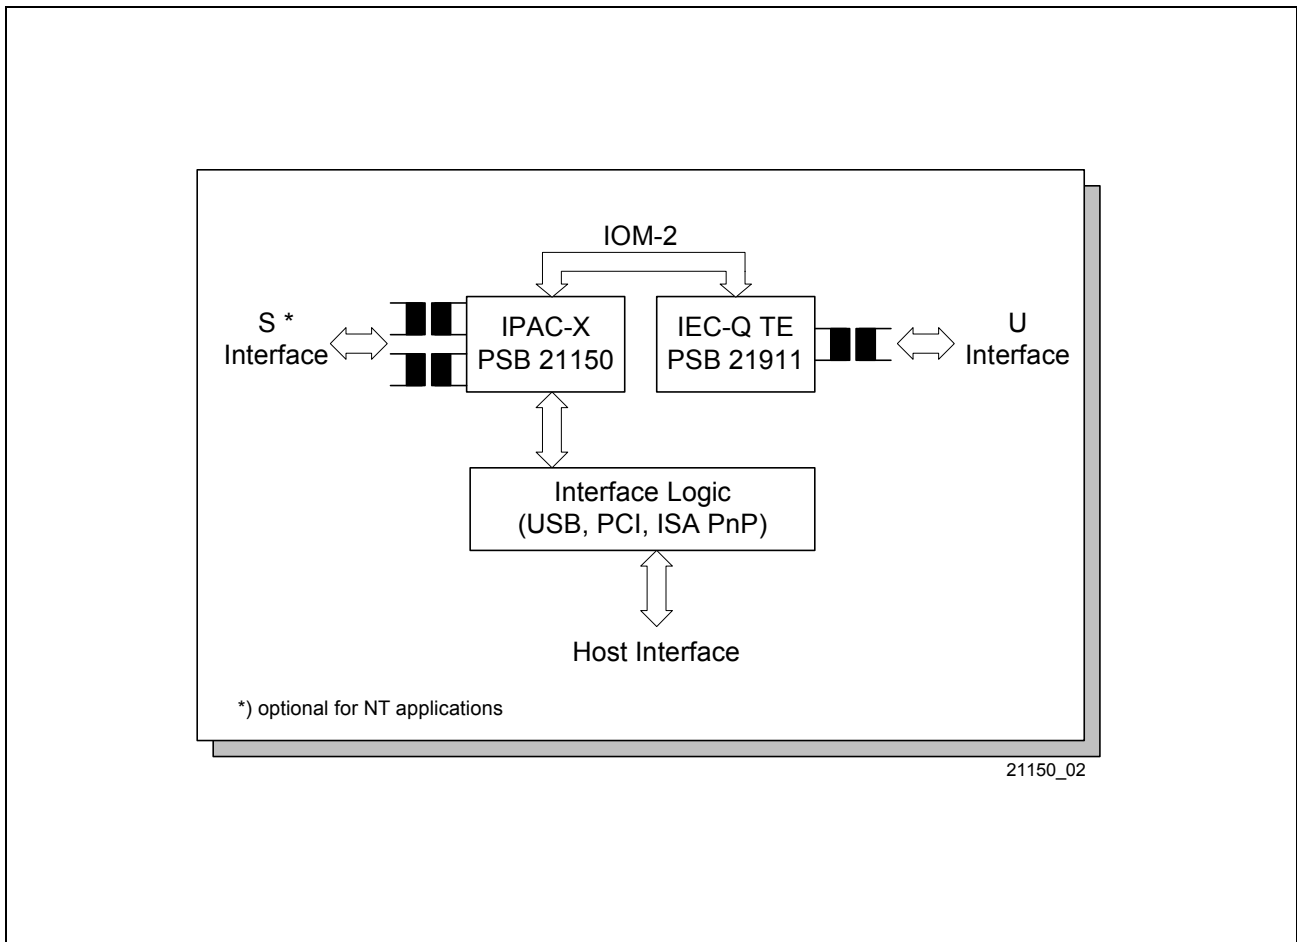 IOM-2
S *
Interface
IPAC-X
PSB 21150
IEC-Q TE
PSB 21911
U
Interface
Interface Logic
(USB, PCI, ISA PnP)
Host Interface
*) optional for NT applications
21150_02